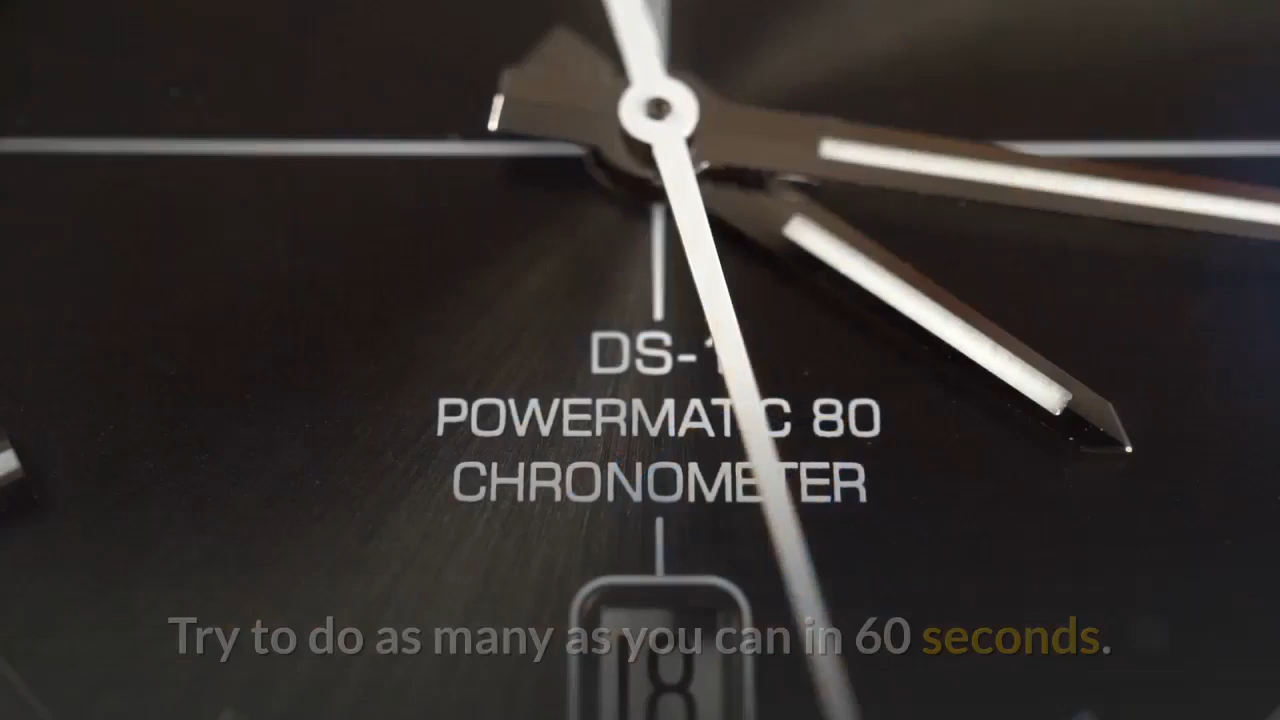 DS-1
POWERMATIC 80
CHRONOMETER
Try to do as many as you can in 60 seconds.